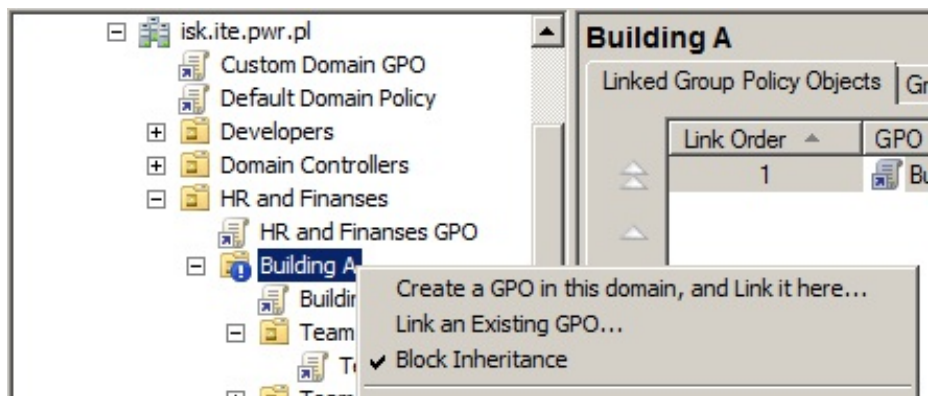 isk.ite.pwr.pl
Custom Domain GPO
Default Domain Policy
Developers
Domain Controllers
HR and Finanses
HR and Finanses GPO
Building A
Team
Building A
Linked Group Policy Objects
Link Order
GPO
1
Create a GPO in this domain, and Link it here...
Link an Existing GPO...
Block Inheritance